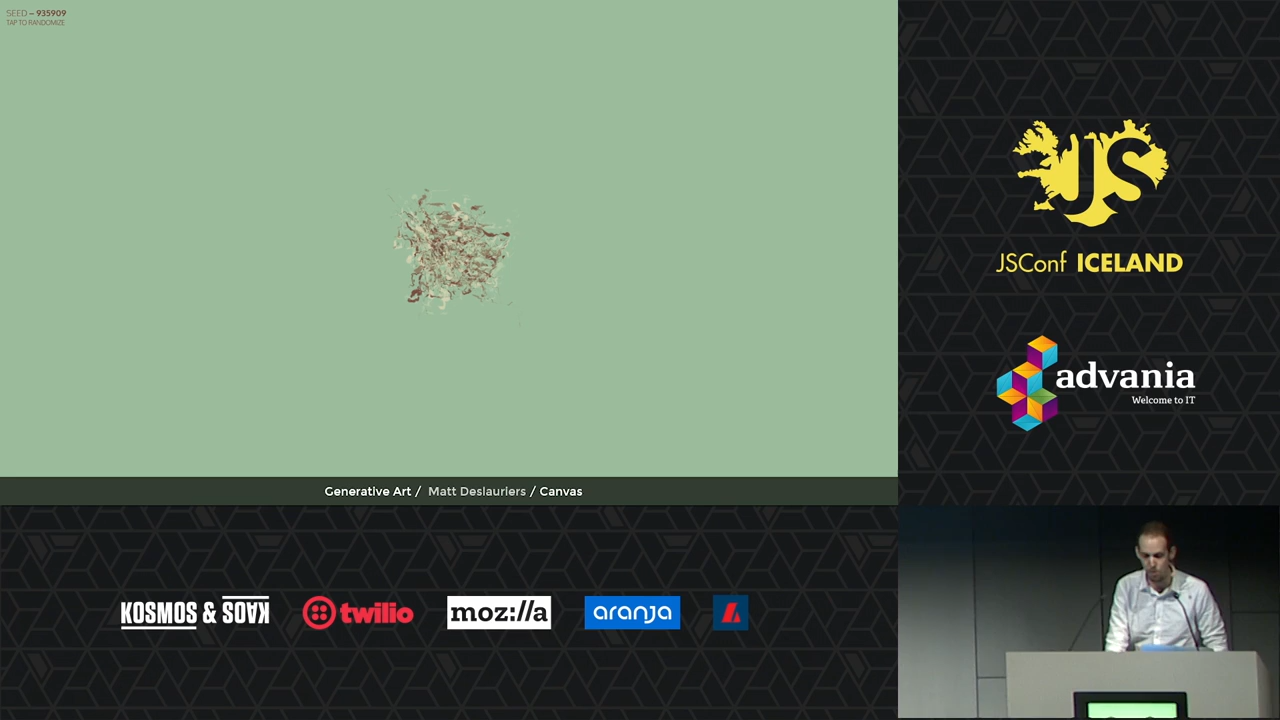 SEED – 935909
TAP TO RANDOMIZE
JS
JSConf ICELAND
advania
Welcome to IT
Generative Art / Matt Deslauriers / Canvas
KOSMOS & KAOS
twilio
moz://a
aranja